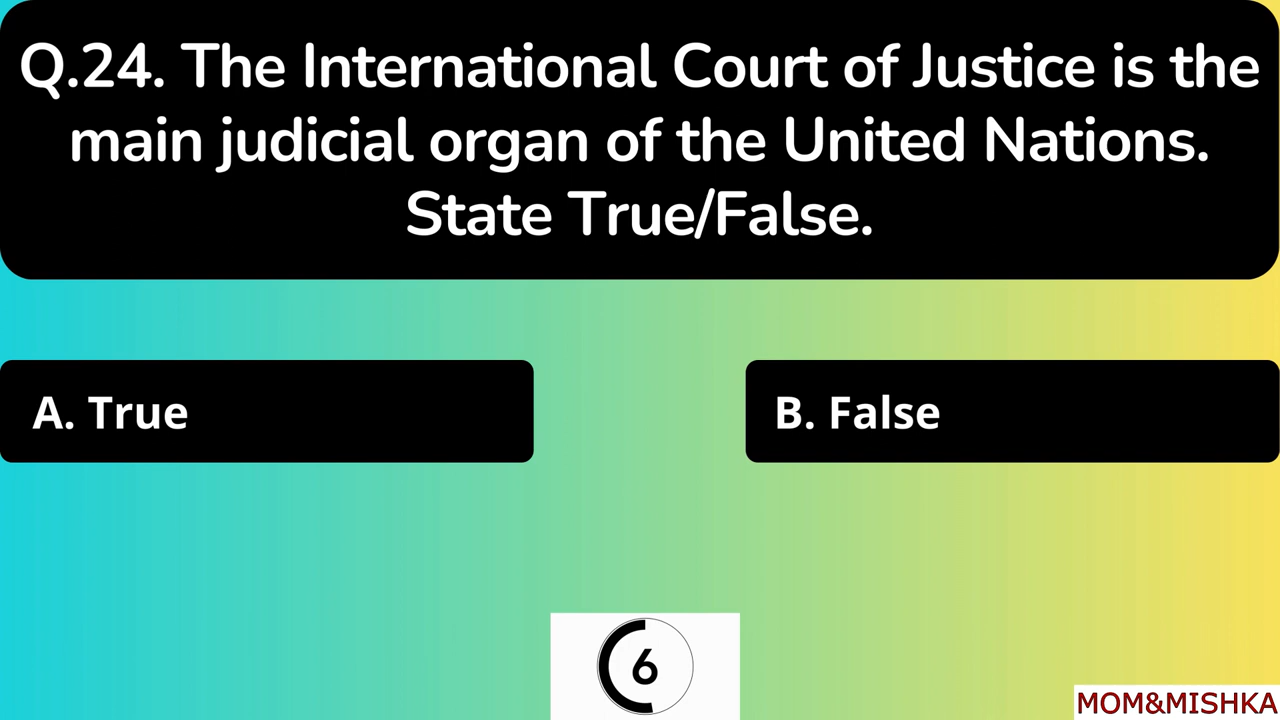 Q.24. The International Court of Justice is the
main judicial organ of the United Nations.
State True/False.
A. True
B. False
6
MOM&MISHKA